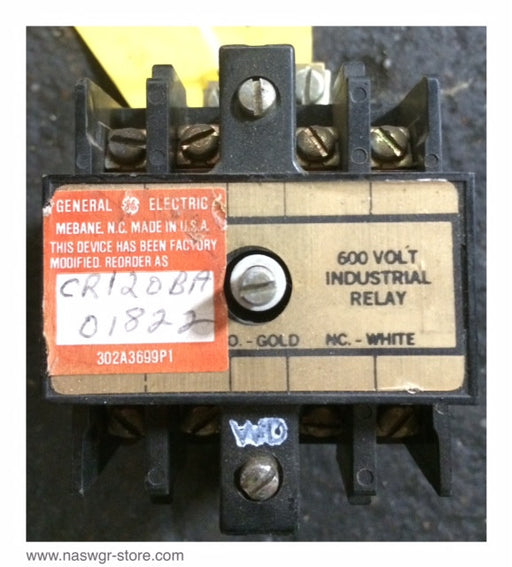 GENERAL GE ELECTRIC
MEBANE, N.C. MADE IN U.S.A.
THIS DEVICE HAS BEEN FACTORY
MODIFIED. REORDER AS
CR120BA
01822
302A3699P1
600 VOLT
INDUSTRIAL
RELAY
O.-GOLD NC.-WHITE
www.naswgr-store.com